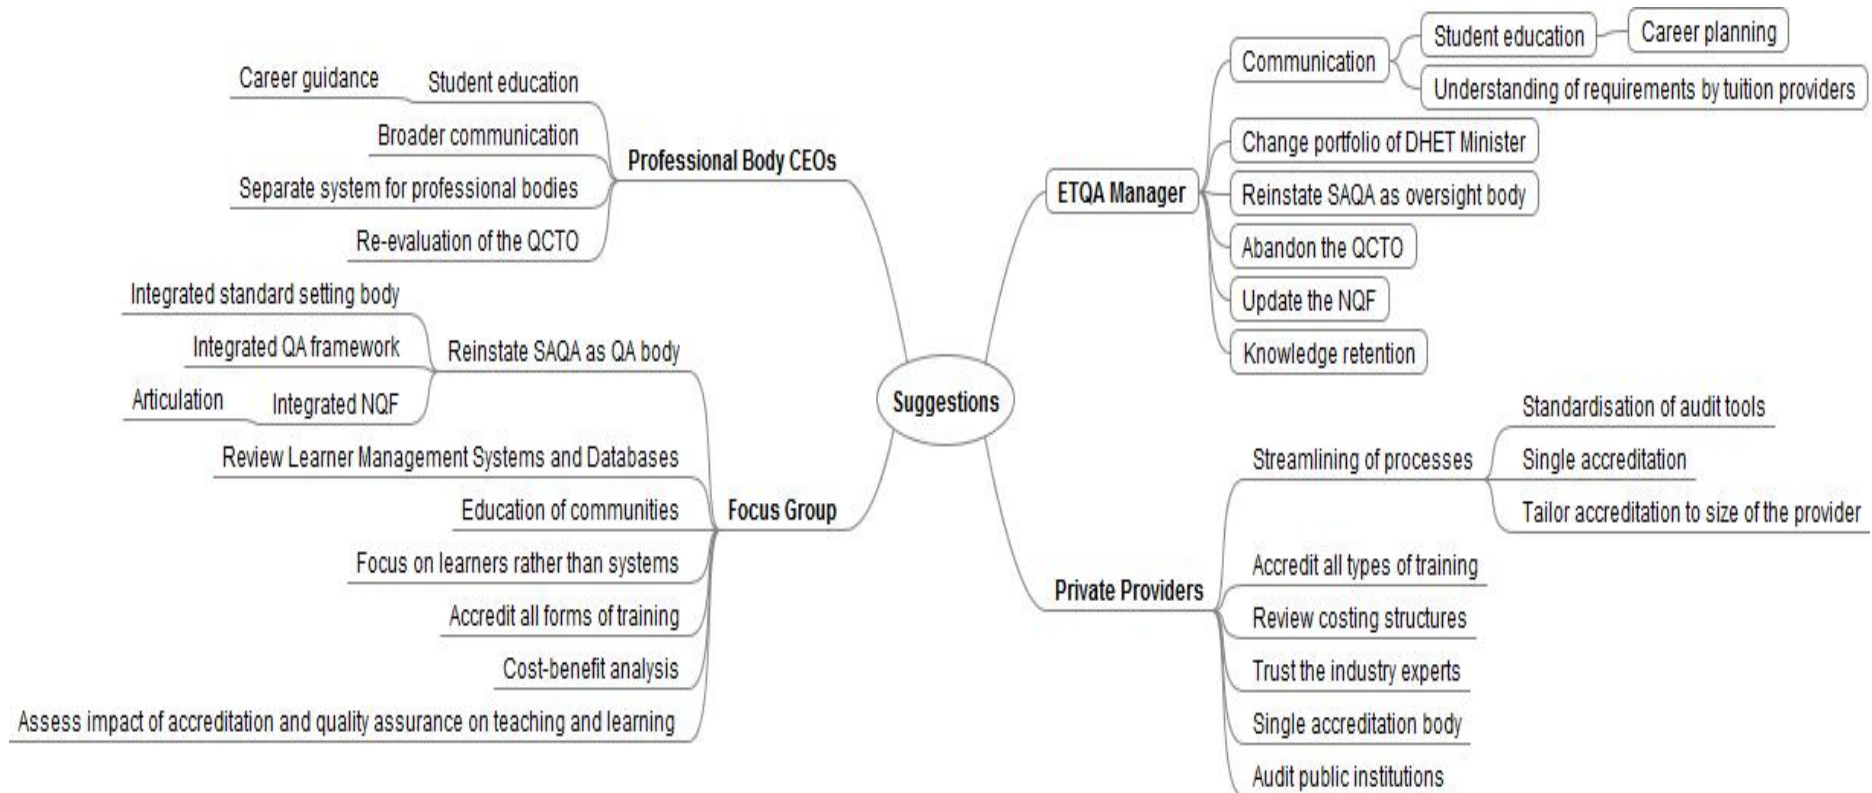 Suggestions
Professional Body CEOs
Student education
Career guidance
Broader communication
Separate system for professional bodies
Re-evaluation of the QCTO
Focus Group
Reinstate SAQA as QA body
Integrated standard setting body
Integrated QA framework
Integrated NQF
Articulation
Review Learner Management Systems and Databases
Education of communities
Focus on learners rather than systems
Accredit all forms of training
Cost-benefit analysis
Assess impact of accreditation and quality assurance on teaching and learning
ETQA Manager
Communication
Student education
Career planning
Understanding of requirements by tuition providers
Change portfolio of DHET Minister
Reinstate SAQA as oversight body
Abandon the QCTO
Update the NQF
Knowledge retention
Private Providers
Streamlining of processes
Standardisation of audit tools
Single accreditation
Tailor accreditation to size of the provider
Accredit all types of training
Review costing structures
Trust the industry experts
Single accreditation body
Audit public institutions